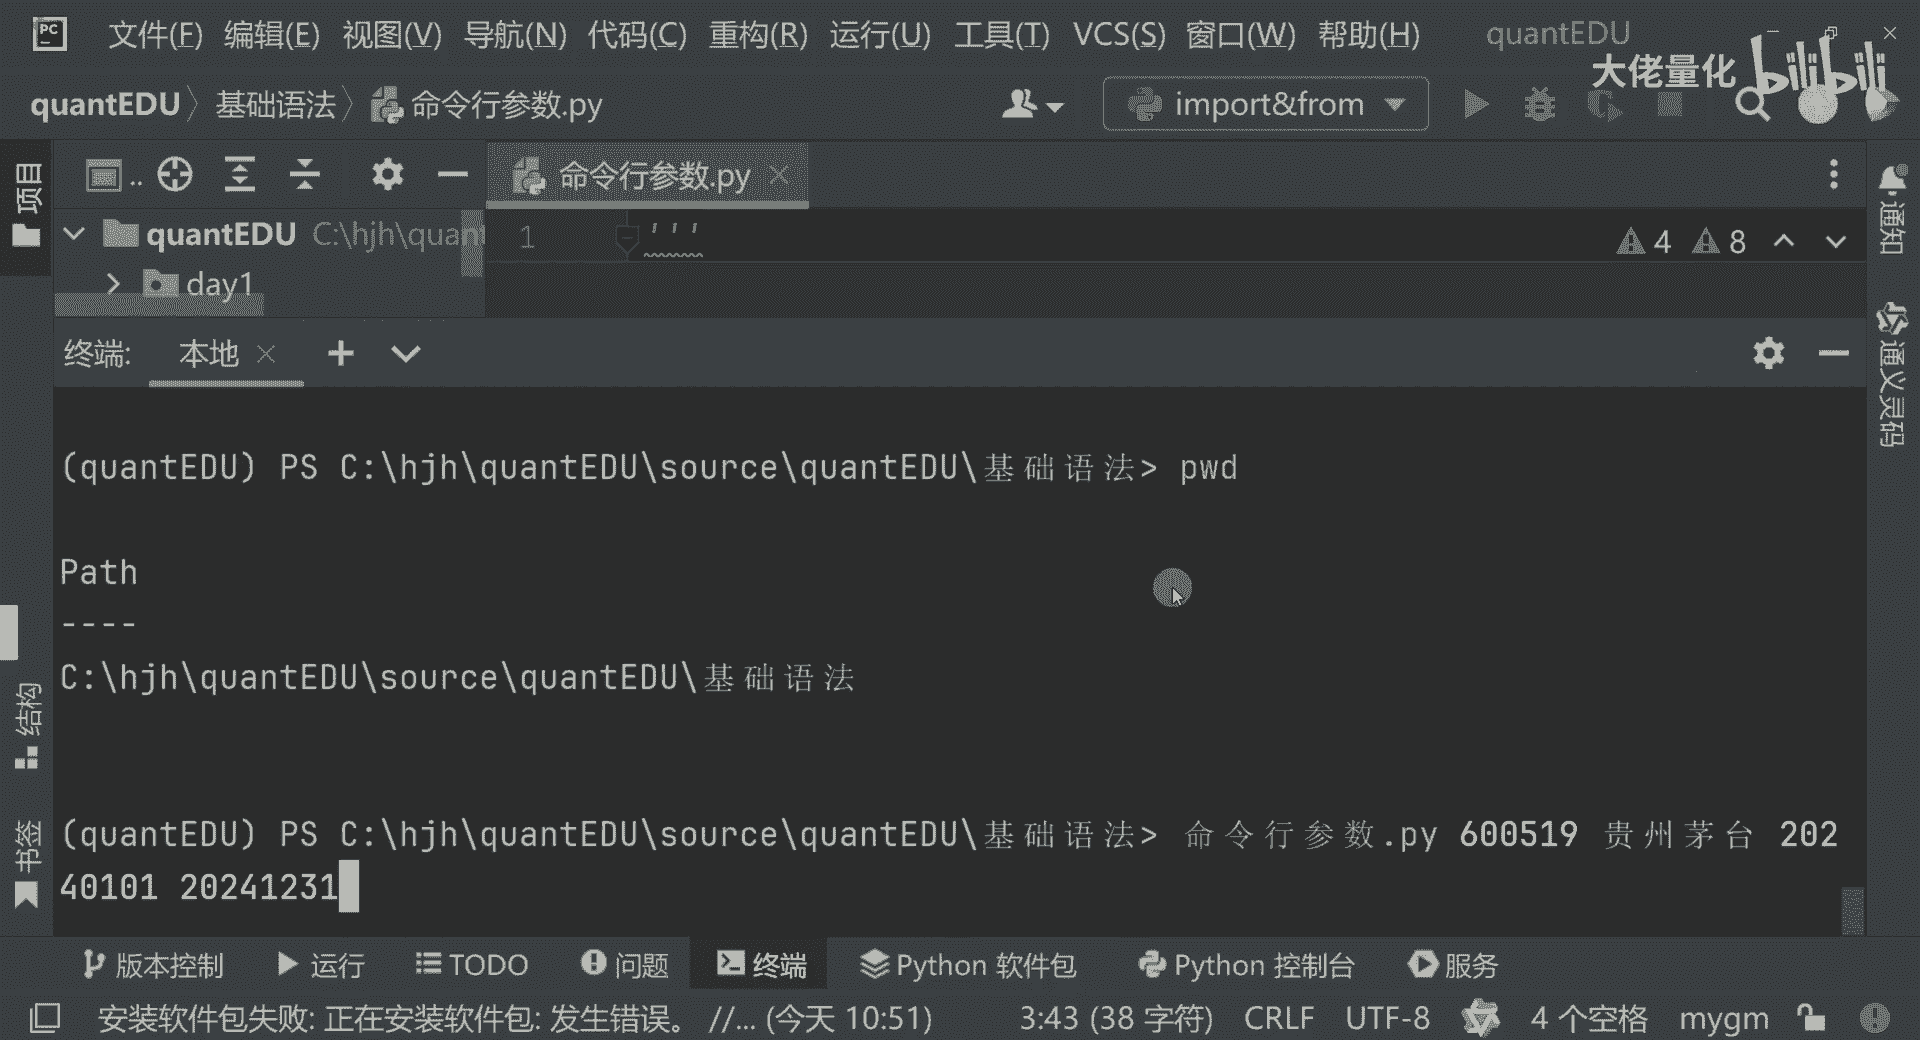 PC 文件(F) 编辑(E) 视图(V) 导航(N) 代码(C) 重构(R) 运行(U) 工具(T) VCS(S) 窗口(W) 帮助(H) quantEDU
大佬量化 bilibili
quantEDU 基础语法 命令行参数.py import&from
项目
.. 命令行参数.py
quantEDU C:\hjh\quant
1 '''
4 8
day1
通知
通义灵码
终端: 本地
(quantEDU) PS C:\hjh\quantEDU\source\quantEDU\基础语法> pwd
Path
----
C:\hjh\quantEDU\source\quantEDU\基础语法
(quantEDU) PS C:\hjh\quantEDU\source\quantEDU\基础语法> 命令行参数.py 600519 贵州茅台 202
40101 20241231
结构
书签
版本控制 运行 TODO 问题 终端 Python 软件包 Python 控制台 服务
安装软件包失败: 正在安装软件包: 发生错误。 //... (今天 10:51) 3:43 (38 字符) CRLF UTF-8 4 个空格 mygm